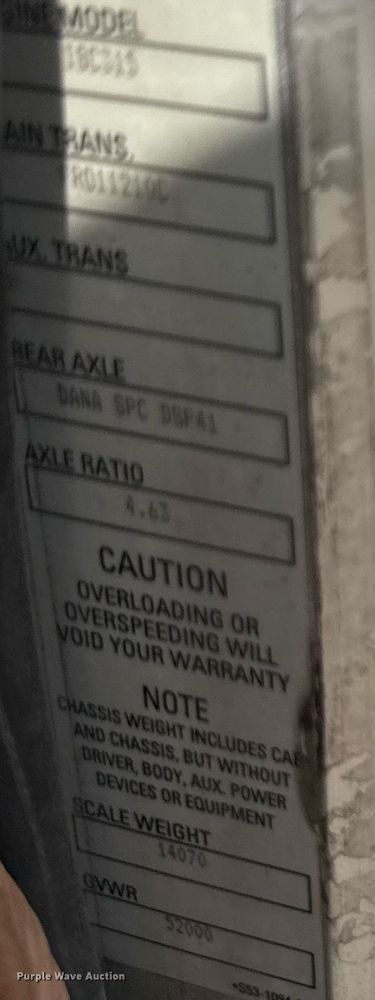 MODEL
AIN TRANS.
UX. TRANS
REAR AXLE
DANA SPC DSP41
AXLE RATIO
4.63
CAUTION
OVERLOADING OR
OVERSPEEDING WILL
VOID YOUR WARRANTY
NOTE
CHASSIS WEIGHT INCLUDES CAB
AND CHASSIS, BUT WITHOUT
DRIVER, BODY, AUX. POWER
DEVICES OR EQUIPMENT
SCALE WEIGHT
14070
GVWR
52000
Purple Wave Auction